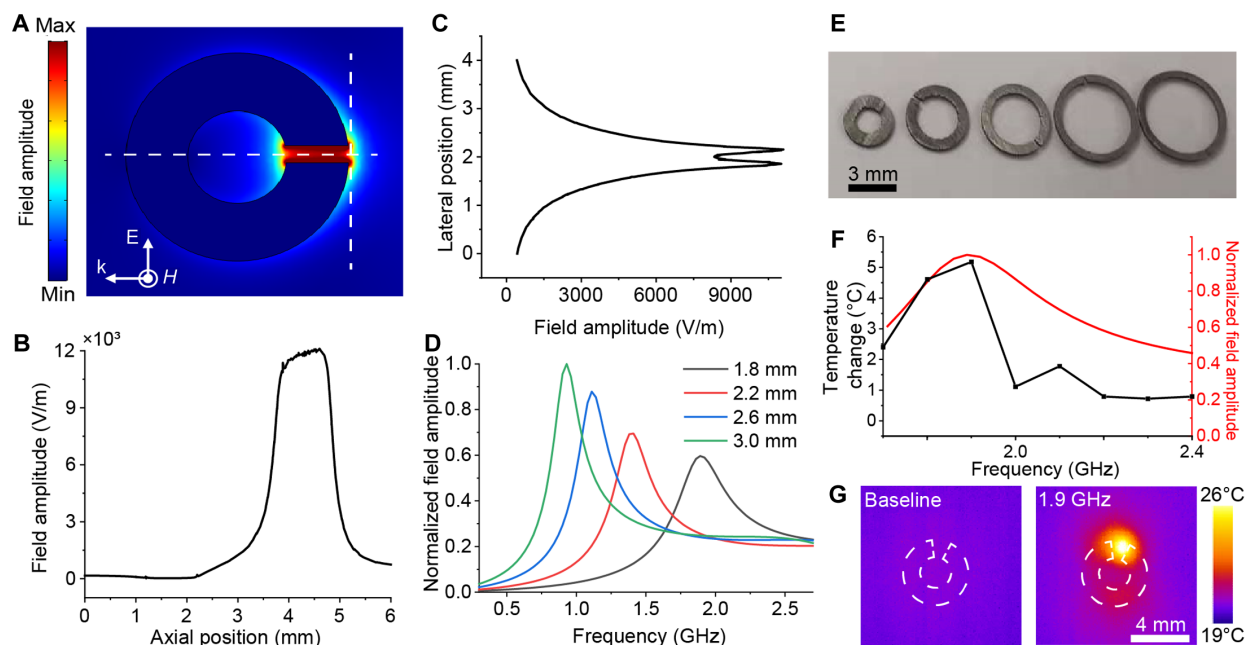 A
Max
Field amplitude
Min
E
k
H
B
×10³
12
9
6
3
0
Field amplitude (V/m)
0 1 2 3 4 5 6
Axial position (mm)
C
4
3
2
1
0
Lateral position (mm)
0 3000 6000 9000
Field amplitude (V/m)
D
1.0
0.8
0.6
0.4
0.2
0.0
Normalized field amplitude
1.8 mm
2.2 mm
2.6 mm
3.0 mm
0.5 1.0 1.5 2.0 2.5
Frequency (GHz)
E
3 mm
F
6
5
4
3
2
1
0
Temperature
change (°C)
1.0
0.8
0.6
0.4
0.2
0.0
Normalized field amplitude
2.0 2.4
Frequency (GHz)
G
Baseline
1.9 GHz
4 mm
26°C
19°C